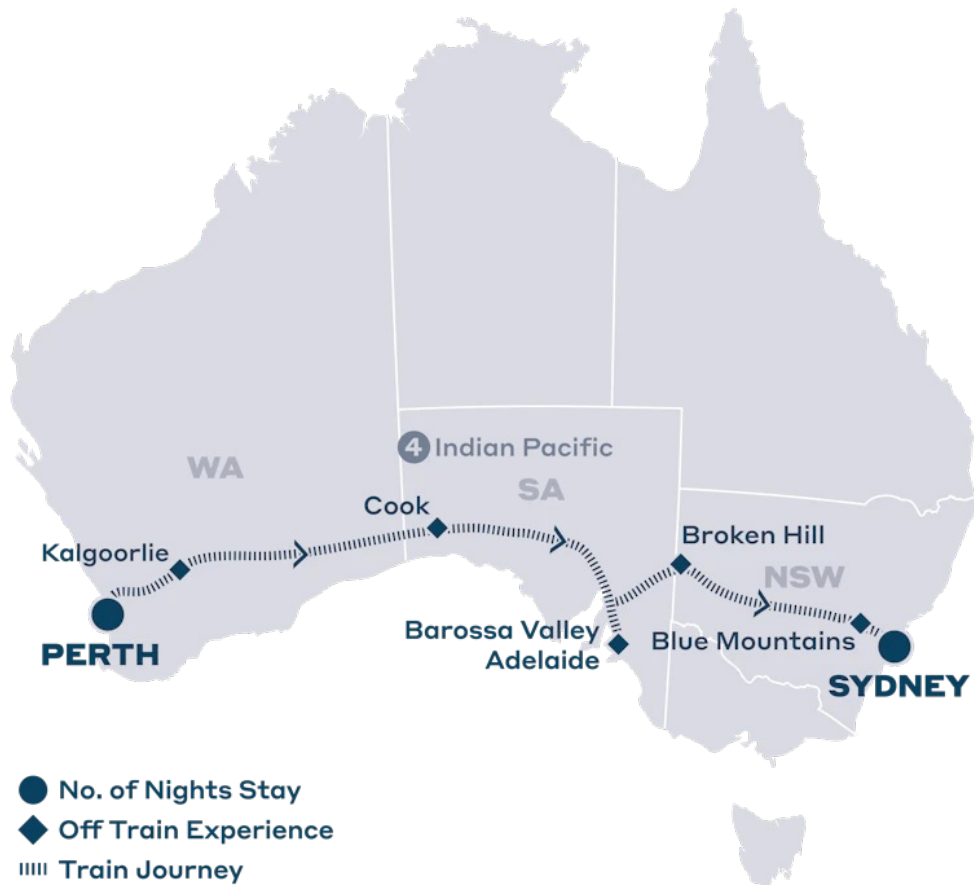 4 Indian Pacific
WA
SA
Cook
Kalgoorlie
Broken Hill
NSW
PERTH
Barossa Valley
Adelaide
Blue Mountains
SYDNEY
No. of Nights Stay
Off Train Experience
Train Journey